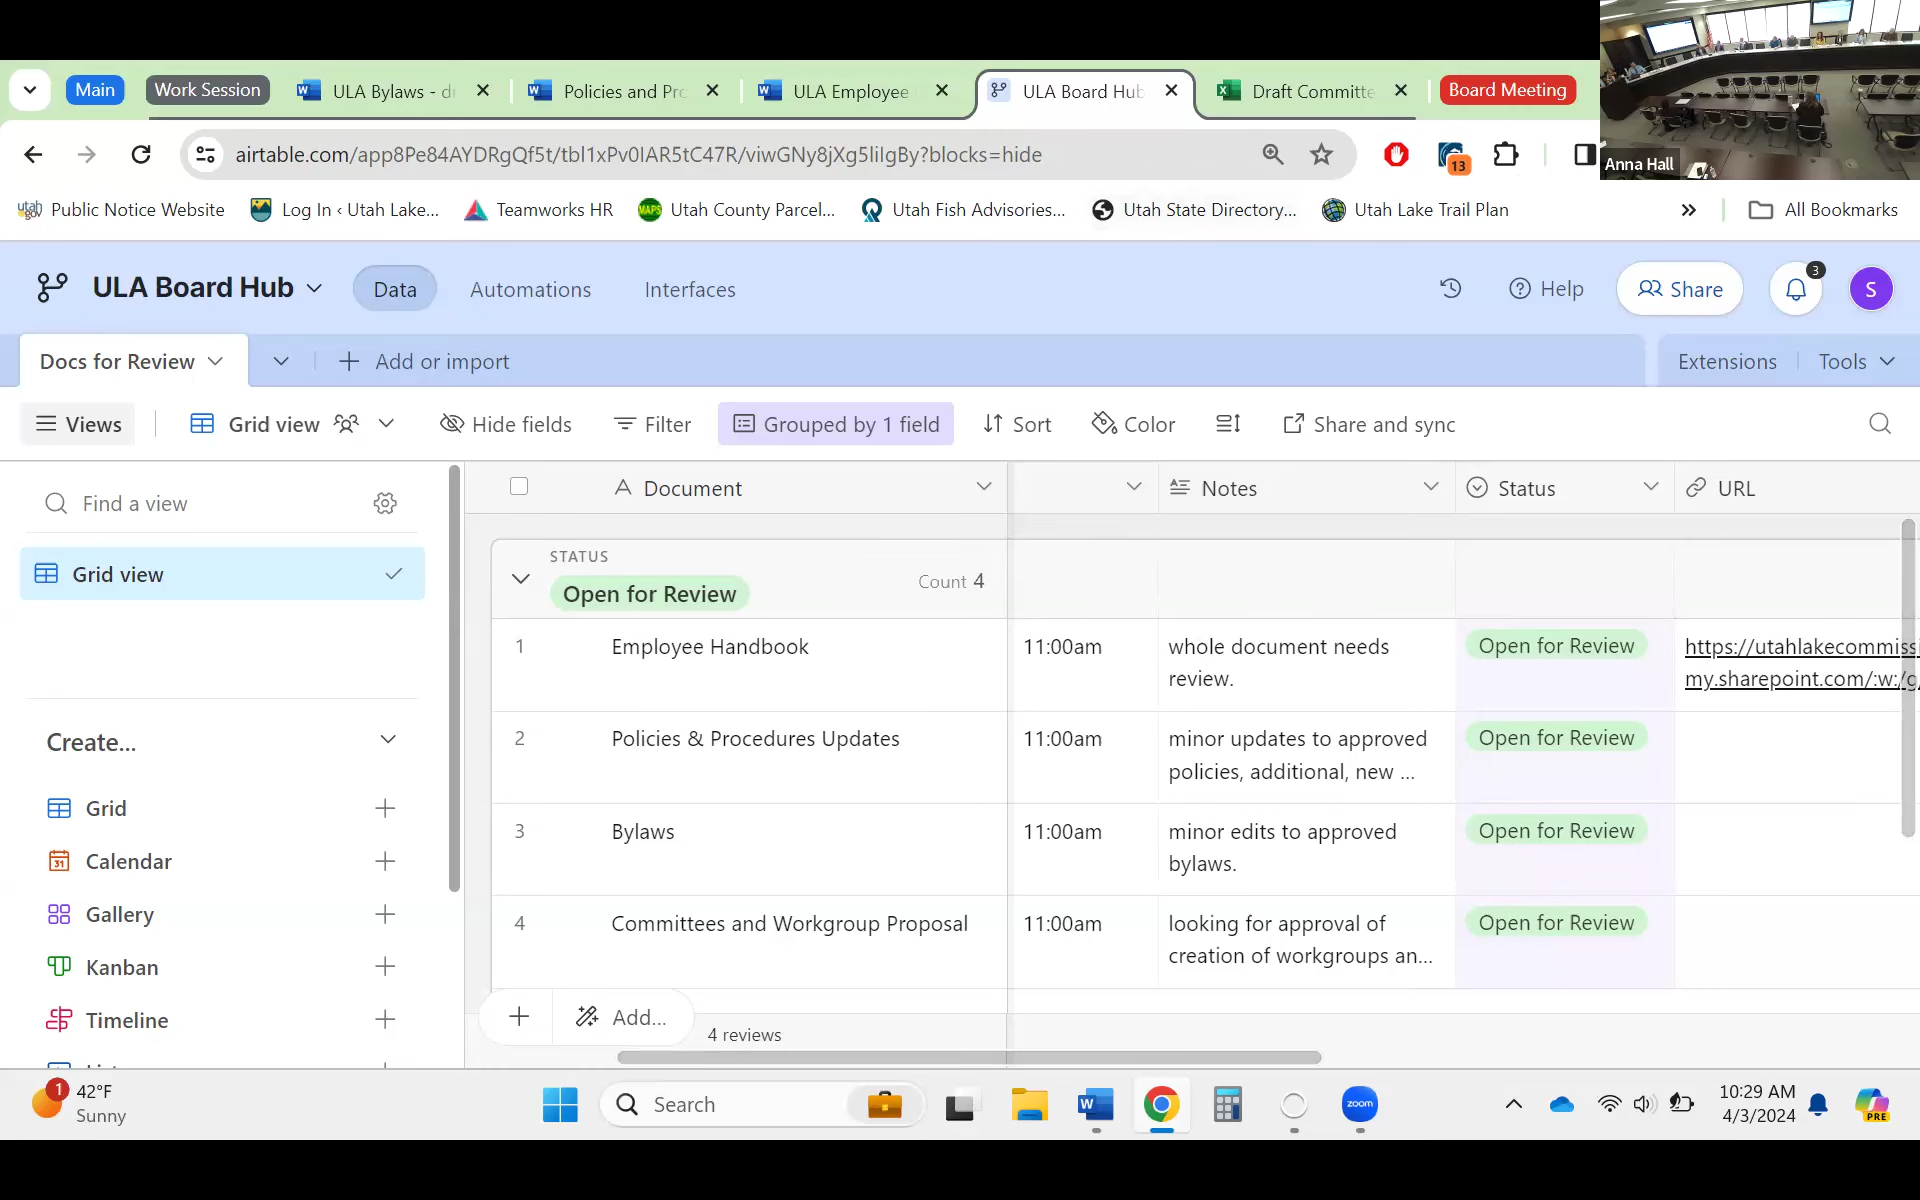 Main
Work Session
ULA Bylaws - d
Policies and Pro
ULA Employee
ULA Board Hub
Draft Committe
Board Meeting
airtable.com/app8Pe84AYDRgQf5t/tbl1xPv0IAR5tC47R/viwGNy8jXg5liIgBy?blocks=hide
13
Anna Hall
utah gov
Public Notice Website
Log In ‹ Utah Lake...
Teamworks HR
MAPS
Utah County Parcel...
Utah Fish Advisories...
Utah State Directory...
Utah Lake Trail Plan
All Bookmarks
ULA Board Hub
Data
Automations
Interfaces
Help
Share
3
S
Docs for Review
Add or import
Extensions
Tools
Views
Grid view
Hide fields
Filter
Grouped by 1 field
Sort
Color
Share and sync
Find a view
Document
Notes
Status
URL
Grid view
STATUS
Open for Review
Count 4
1
Employee Handbook
11:00am
whole document needs
review.
Open for Review
https://utahlakecommissi
my.sharepoint.com/:w:/g/
2
Policies & Procedures Updates
11:00am
minor updates to approved
policies, additional, new ...
Open for Review
3
Bylaws
11:00am
minor edits to approved
bylaws.
Open for Review
4
Committees and Workgroup Proposal
11:00am
looking for approval of
creation of workgroups an...
Open for Review
Create...
Grid
31
Calendar
Gallery
Kanban
Timeline
Add...
4 reviews
1
42°F
Sunny
Search
W
zoom
10:29 AM
4/3/2024
PRE